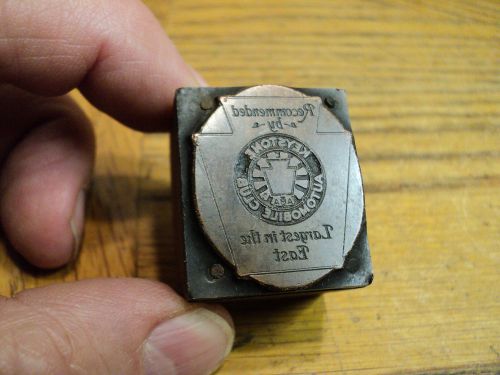 Recommended
by
KEYSTONE
AUTOMOBILE CLUB
Largest in the
East